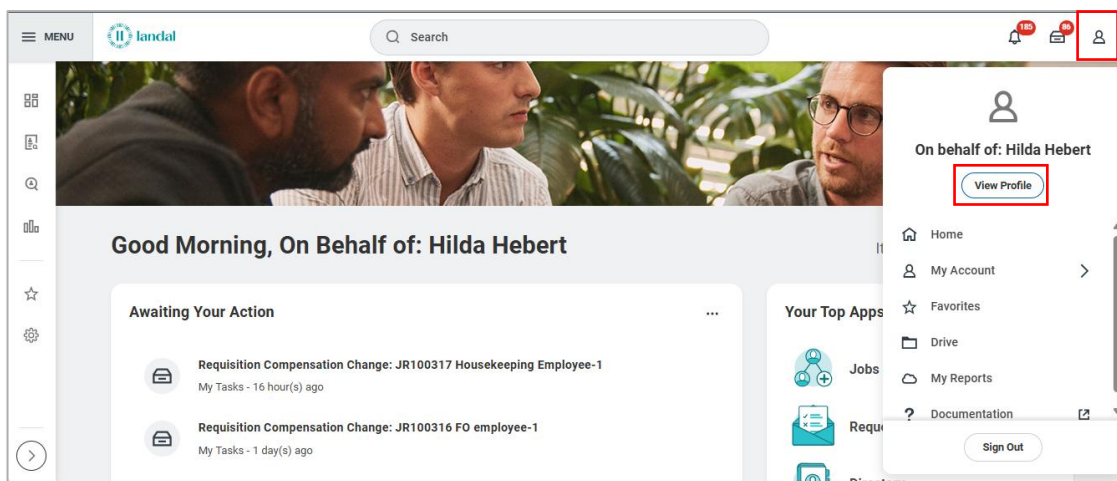 MENU
landal
Search
185
86
On behalf of: Hilda Hebert
View Profile
Home
My Account
Favorites
Drive
My Reports
Documentation
Sign Out
Good Morning, On Behalf of: Hilda Hebert
Awaiting Your Action
...
Requisition Compensation Change: JR100317 Housekeeping Employee-1
My Tasks - 16 hour(s) ago
Requisition Compensation Change: JR100316 FO employee-1
My Tasks - 1 day(s) ago
Your Top Apps
Jobs